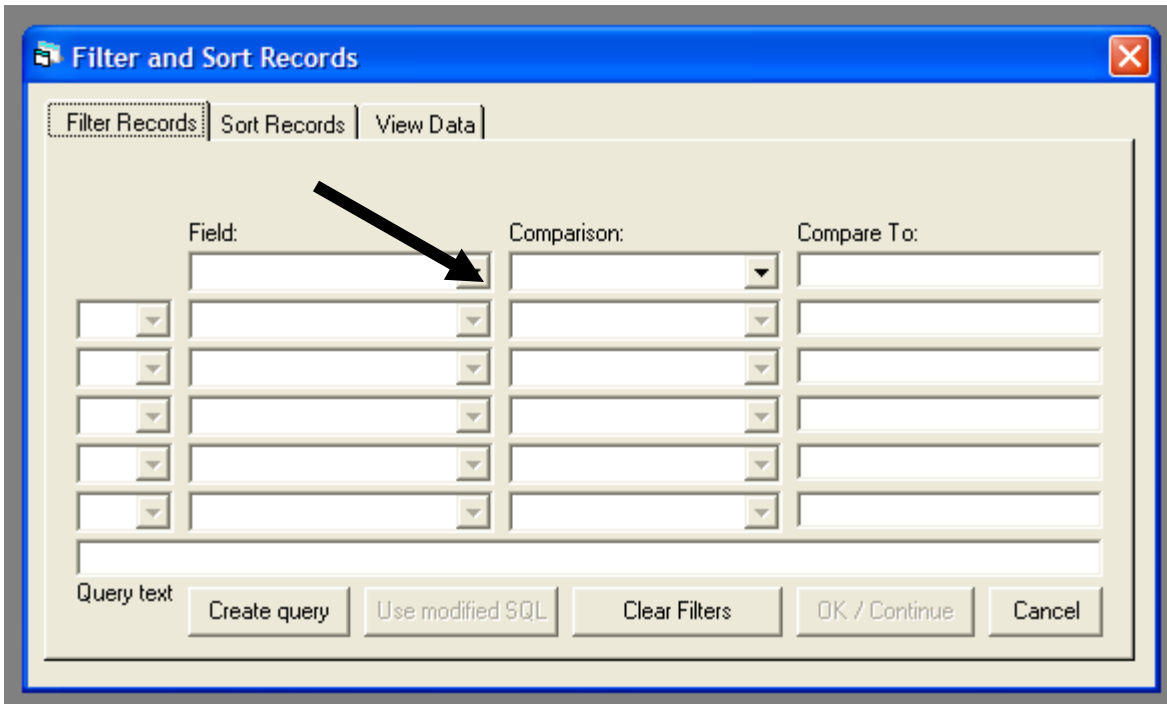 Filter and Sort Records
Filter Records Sort Records View Data
Field: Comparison: Compare To:
Query text
Create query Use modified SQL Clear Filters OK / Continue Cancel